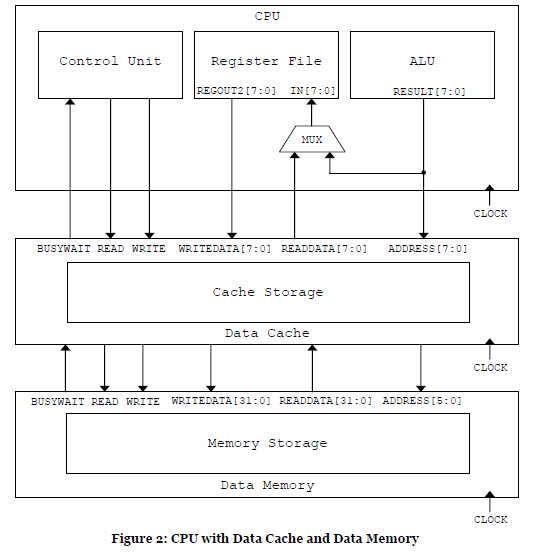 CPU
Control Unit Register File ALU
REGOUT2[7:0] IN[7:0] RESULT[7:0]
MUX
CLOCK
BUSYWAIT READ WRITE WRITEDATA[7:0] READDATA[7:0] ADDRESS[7:0]
Cache Storage
Data Cache
CLOCK
BUSYWAIT READ WRITE WRITEDATA[31:0] READDATA[31:0] ADDRESS[5:0]
Memory Storage
Data Memory
CLOCK
Figure 2: CPU with Data Cache and Data Memory